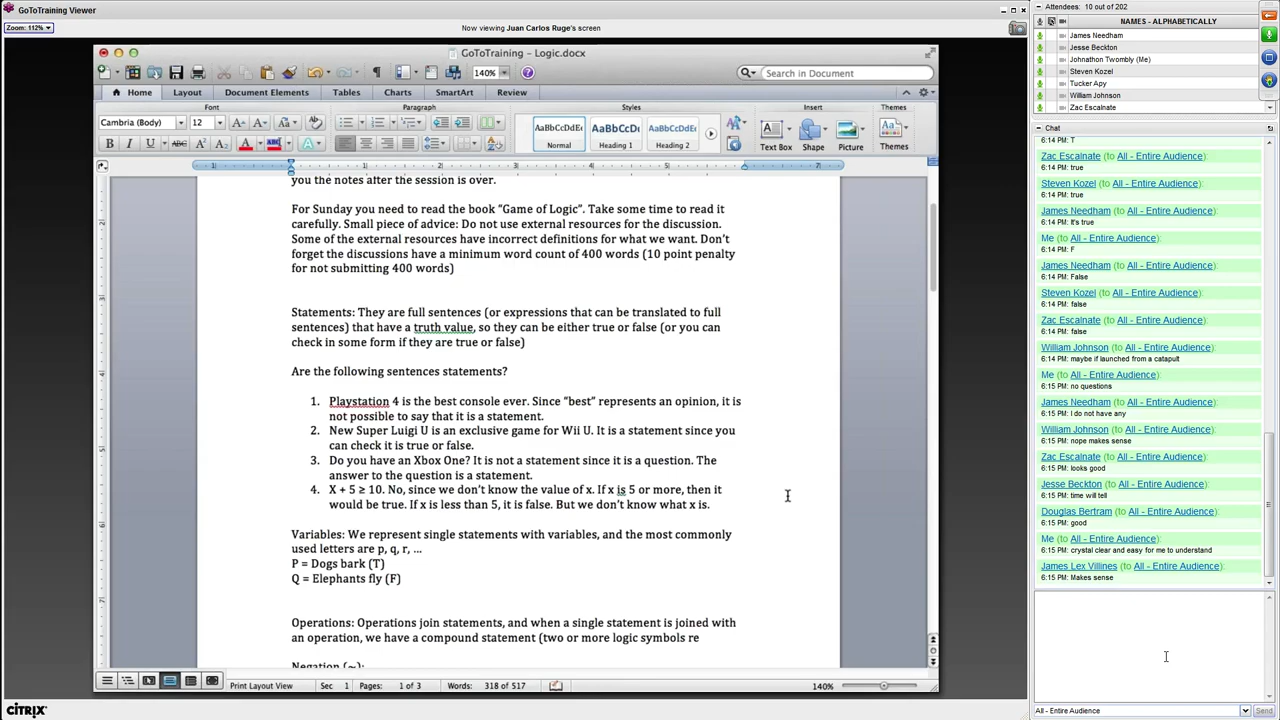 GoToTraining Viewer
Zoom: 112%
Now viewing Juan Carlos Ruge's screen
GoToTraining – Logic.docx
140%
Search in Document
Home Layout Document Elements Tables Charts SmartArt Review
Font Paragraph Styles Insert Themes
Cambria (Body) 12
AaBbCcDdE AaBbCcDd AaBbCcDd
Normal Heading 1 Heading 2 Text Box Shape Picture Themes
you the notes after the session is over.
For Sunday you need to read the book "Game of Logic". Take some time to read it
carefully. Small piece of advice: Do not use external resources for the discussion.
Some of the external resources have incorrect definitions for what we want. Don't
forget the discussions have a minimum word count of 400 words (10 point penalty
for not submitting 400 words)
Statements: They are full sentences (or expressions that can be translated to full
sentences) that have a truth value, so they can be either true or false (or you can
check in some form if they are true or false)
Are the following sentences statements?
1. Playstation 4 is the best console ever. Since "best" represents an opinion, it is
not possible to say that it is a statement.
2. New Super Luigi U is an exclusive game for Wii U. It is a statement since you
can check it is true or false.
3. Do you have an Xbox One? It is not a statement since it is a question. The
answer to the question is a statement.
4. X + 5 ≥ 10. No, since we don't know the value of x. If x is 5 or more, then it
would be true. If x is less than 5, it is false. But we don't know what x is.
Variables: We represent single statements with variables, and the most commonly
used letters are p, q, r, ...
P = Dogs bark (T)
Q = Elephants fly (F)
Operations: Operations join statements, and when a single statement is joined with
an operation, we have a compound statement (two or more logic symbols re
Negation (~):
Print Layout View Sec 1 Pages: 1 of 3 Words: 318 of 517 140%
CITRIX
Attendees: 10 out of 202
NAMES - ALPHABETICALLY
James Needham
Jesse Beckton
Johnathon Twombly (Me)
Steven Kozel
Tucker Apy
William Johnson
Zac Escalnate
Chat
6:14 PM: T
Zac Escalnate (to All - Entire Audience):
6:14 PM: true
Steven Kozel (to All - Entire Audience):
6:14 PM: true
James Needham (to All - Entire Audience):
6:14 PM: It's true
Me (to All - Entire Audience):
6:14 PM: F
James Needham (to All - Entire Audience):
6:14 PM: False
Steven Kozel (to All - Entire Audience):
6:14 PM: false
Zac Escalnate (to All - Entire Audience):
6:14 PM: false
William Johnson (to All - Entire Audience):
6:14 PM: maybe if launched from a catapult
Me (to All - Entire Audience):
6:15 PM: no questions
James Needham (to All - Entire Audience):
6:15 PM: I do not have any
William Johnson (to All - Entire Audience):
6:15 PM: nope makes sense
Zac Escalnate (to All - Entire Audience):
6:15 PM: looks good
Jesse Beckton (to All - Entire Audience):
6:15 PM: time will tell
Douglas Bertram (to All - Entire Audience):
6:15 PM: good
Me (to All - Entire Audience):
6:15 PM: crystal clear and easy for me to understand
James Lex Villines (to All - Entire Audience):
6:15 PM: Makes sense
All - Entire Audience Send